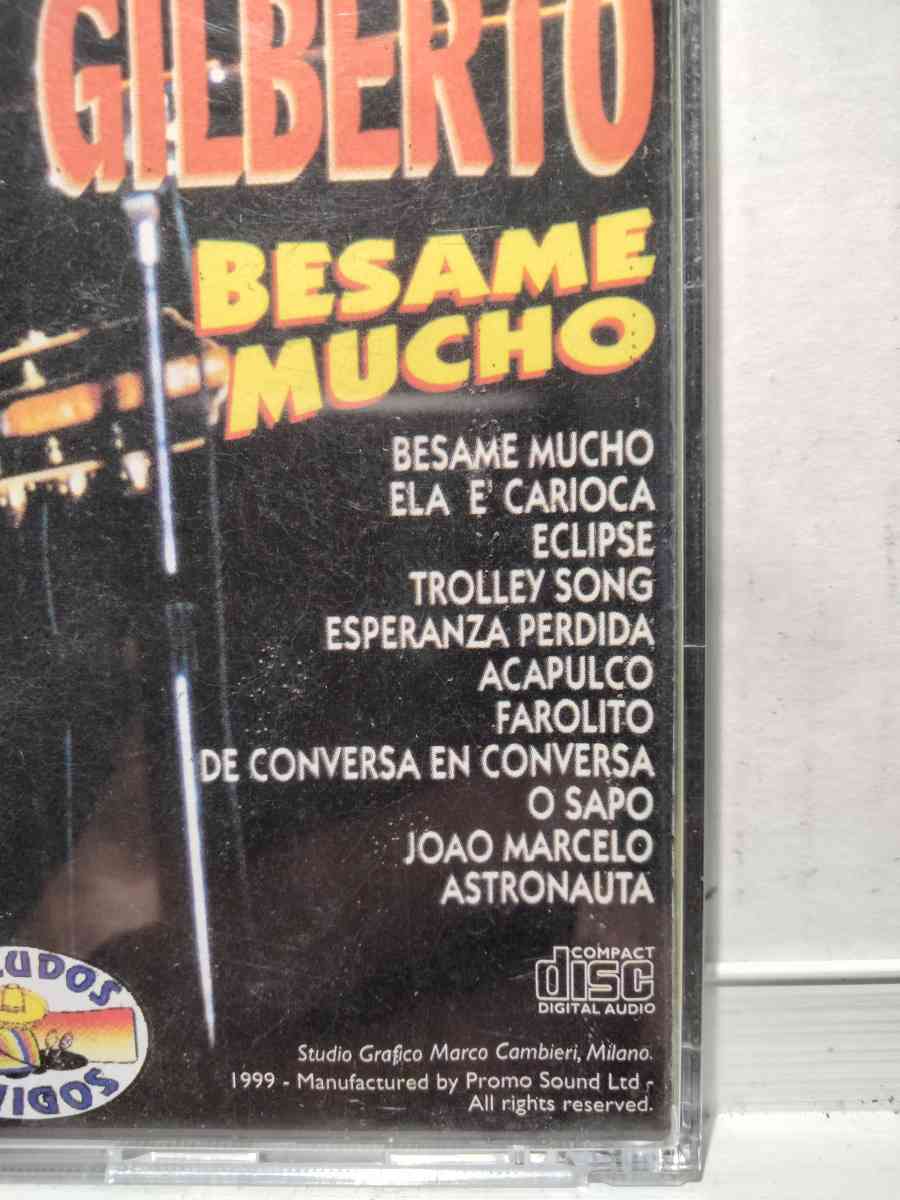 GILBERTO
BESAME
MUCHO
BESAME MUCHO
ELA E' CARIOCA
ECLIPSE
TROLLEY SONG
ESPERANZA PERDIDA
ACAPULCO
FAROLITO
DE CONVERSA EN CONVERSA
O SAPO
JOAO MARCELO
ASTRONAUTA
COMPACT
disc
DIGITAL AUDIO
Studio Grafico Marco Cambieri, Milano.
1999 - Manufactured by Promo Sound Ltd -
All rights reserved.